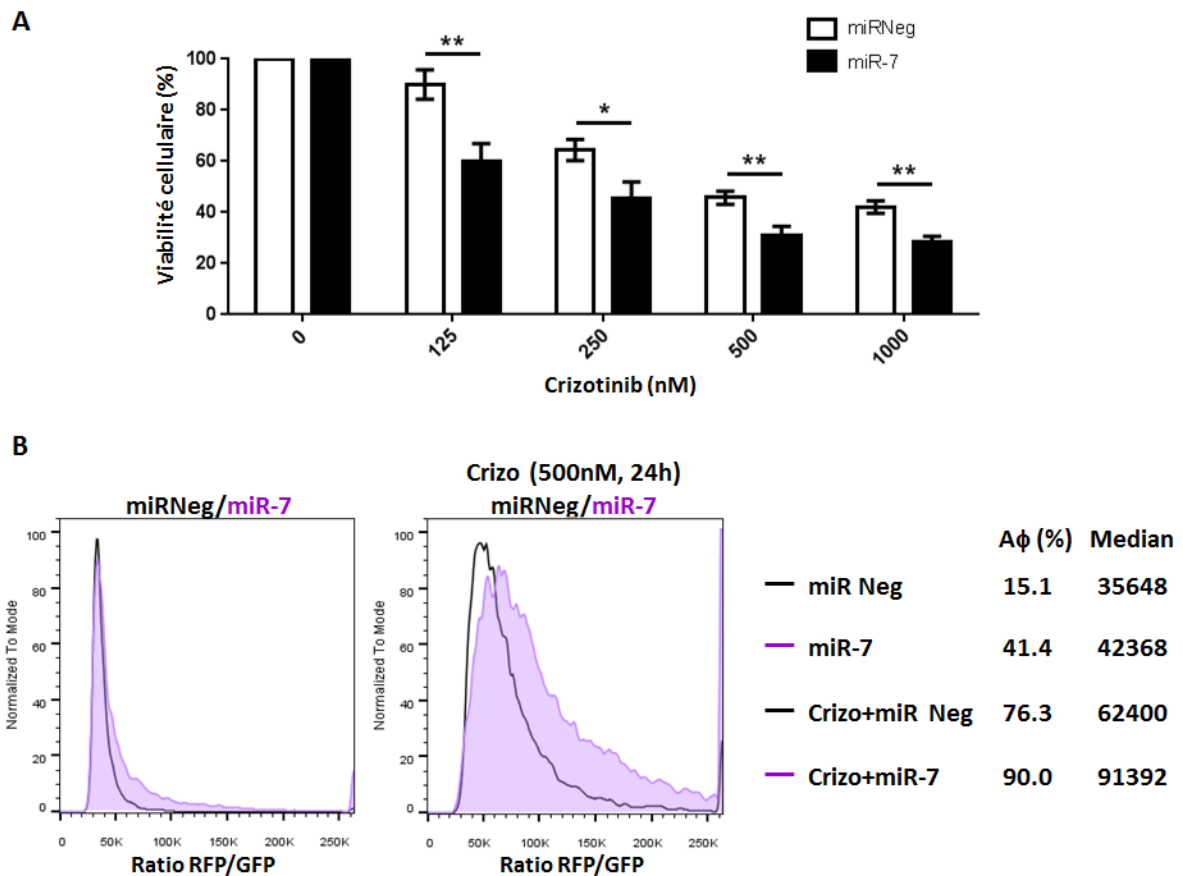 A
miRNeg
miR-7
Viabilité cellulaire (%)
100
80
60
40
20
0
**
*
**
**
0
125
250
500
1000
Crizotinib (nM)
B
miRNeg/miR-7
Normalized To Mode
100
80
60
40
20
0
0
50K
100K
150K
200K
250K
Ratio RFP/GFP
Crizo (500nM, 24h)
miRNeg/miR-7
Normalized To Mode
100
80
60
40
20
0
0
50K
100K
150K
200K
250K
Ratio RFP/GFP
Aϕ (%) Median
miR Neg 15.1 35648
miR-7 41.4 42368
Crizo+miR Neg 76.3 62400
Crizo+miR-7 90.0 91392